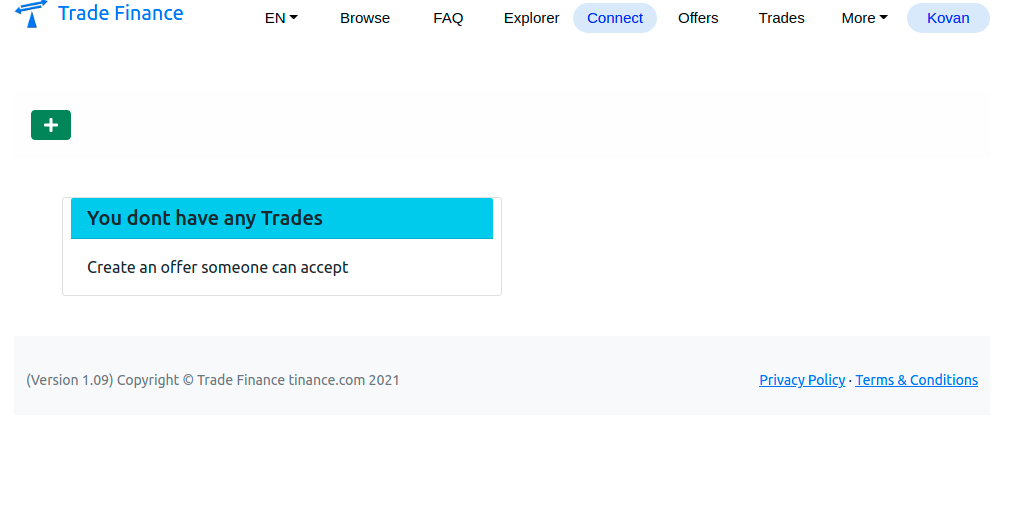 Trade Finance EN Browse FAQ Explorer Connect Offers Trades More Kovan
You dont have any Trades
Create an offer someone can accept
(Version 1.09) Copyright © Trade Finance tinance.com 2021 Privacy Policy · Terms & Conditions